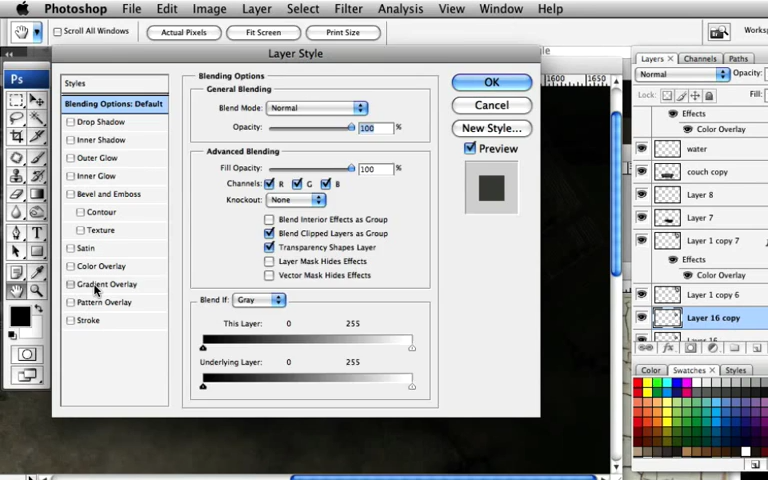 Photoshop File Edit Image Layer Select Filter Analysis View Window Help
Scroll All Windows Actual Pixels Fit Screen Print Size Works
Layer Style
1600 1650
Ps
Styles
Blending Options: Default
Drop Shadow
Inner Shadow
Outer Glow
Inner Glow
Bevel and Emboss
Contour
Texture
Satin
Color Overlay
Gradient Overlay
Pattern Overlay
Stroke
Blending Options
General Blending
Blend Mode: Normal
Opacity: 100 %
Advanced Blending
Fill Opacity: 100 %
Channels: R G B
Knockout: None
Blend Interior Effects as Group
Blend Clipped Layers as Group
Transparency Shapes Layer
Layer Mask Hides Effects
Vector Mask Hides Effects
Blend If: Gray
This Layer: 0 255
Underlying Layer: 0 255
OK
Cancel
New Style...
Preview
Layers x Channels Paths
Normal Opacity:
Lock: Fill:
Effects
Color Overlay
water
couch copy
Layer 8
Layer 7
Layer 1 copy 7
Effects
Color Overlay
Layer 1 copy 6
Layer 16 copy
Layer 16
Color Swatches x Styles